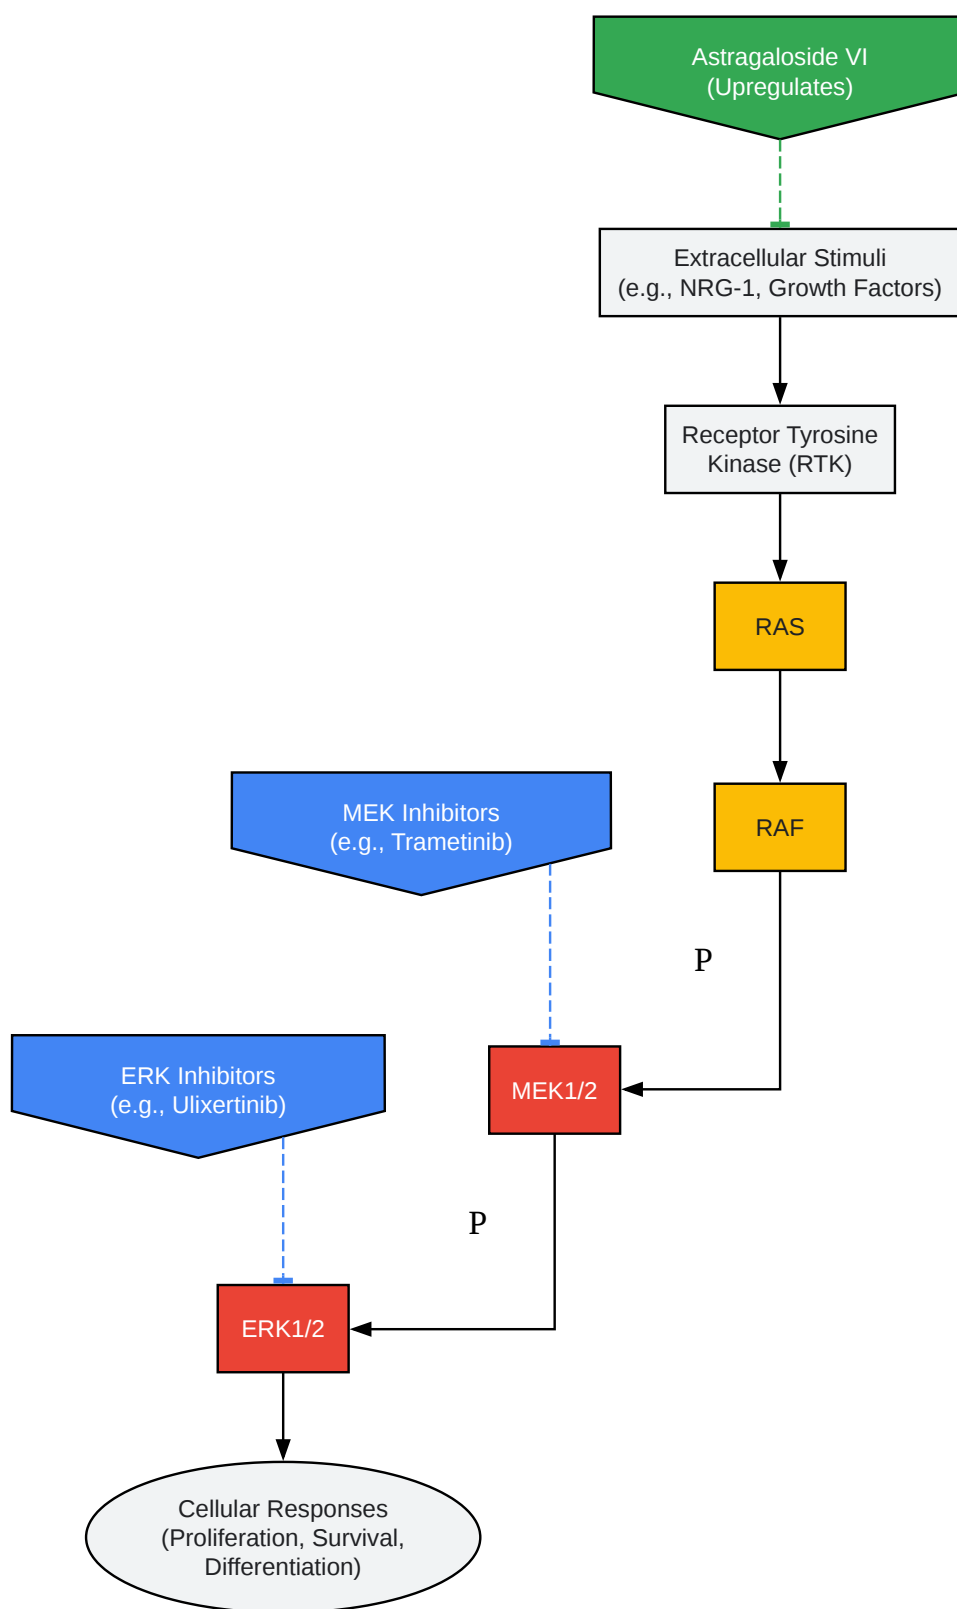 Astragaloside VI
(Upregulates)
Extracellular Stimuli
(e.g., NRG-1, Growth Factors)
Receptor Tyrosine
Kinase (RTK)
RAS
RAF
MEK Inhibitors
(e.g., Trametinib)
P
MEK1/2
ERK Inhibitors
(e.g., Ulixertinib)
P
ERK1/2
Cellular Responses
(Proliferation, Survival,
Differentiation)